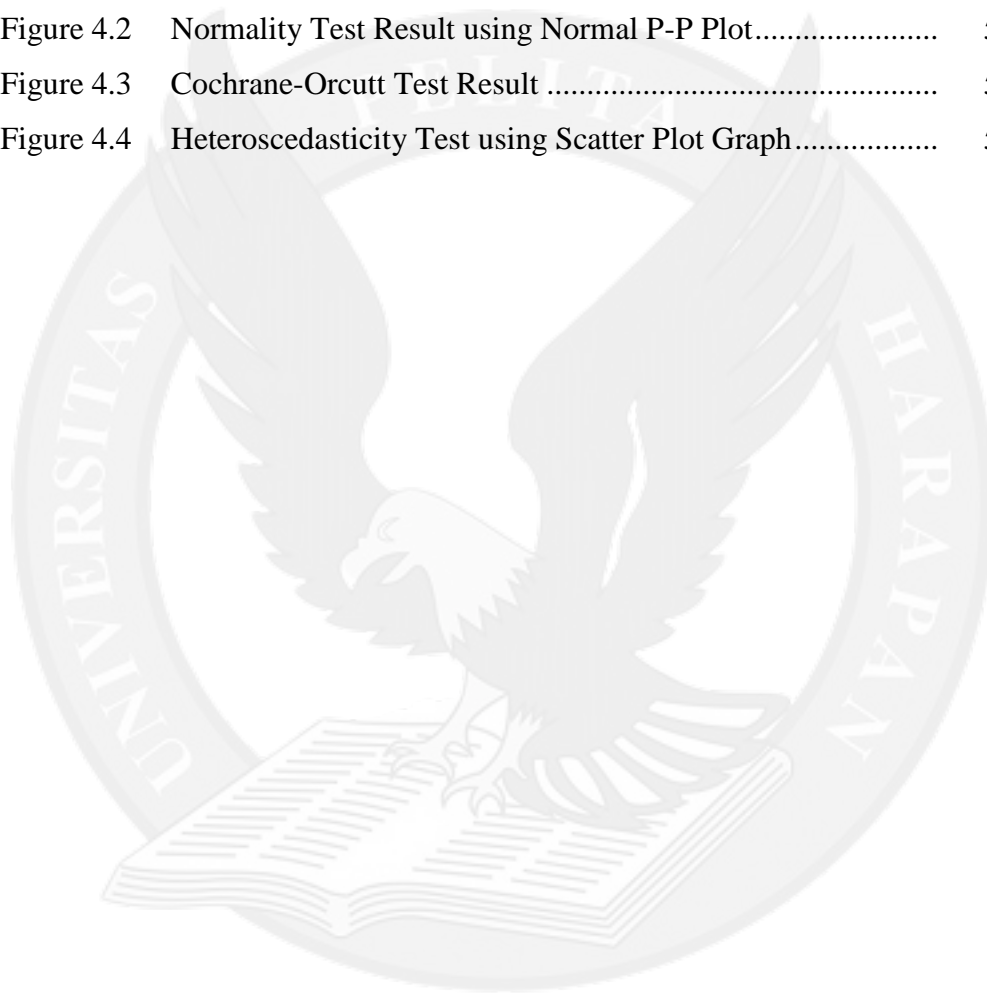 Figure 4.2 Normality Test Result using Normal P-P Plot......................
Figure 4.3 Cochrane-Orcutt Test Result ...............................................
Figure 4.4 Heteroscedasticity Test using Scatter Plot Graph.................
UNIVERSITAS PELITA HARAPAN